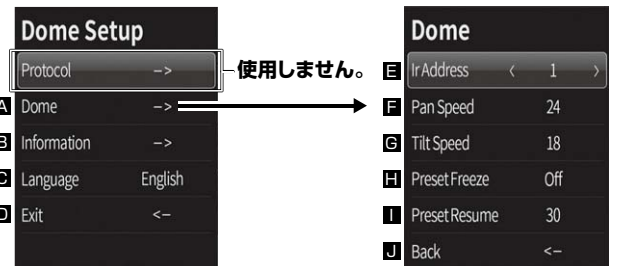 Dome Setup
Protocol –>
使用しません。
A Dome –>
B Information –>
C Language English
D Exit <–
Dome
E Ir Address < 1 >
F Pan Speed 24
G Tilt Speed 18
H Preset Freeze Off
I Preset Resume 30
J Back <–